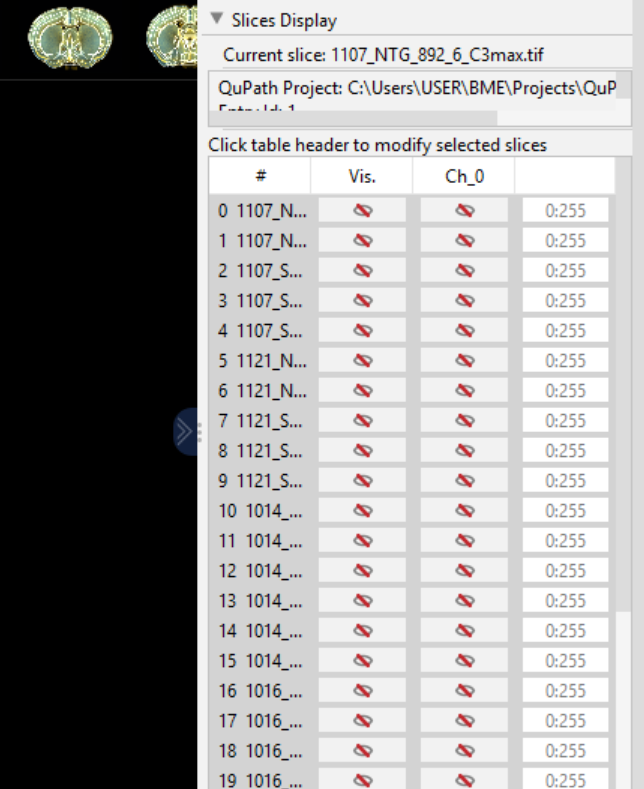 Slices Display
Current slice: 1107_NTG_892_6_C3max.tif
QuPath Project: C:\Users\USER\BME\Projects\QuP
Click table header to modify selected slices
# Vis. Ch_0
0 1107_N... 0:255
1 1107_N... 0:255
2 1107_S... 0:255
3 1107_S... 0:255
4 1107_S... 0:255
5 1121_N... 0:255
6 1121_N... 0:255
7 1121_S... 0:255
8 1121_S... 0:255
9 1121_S... 0:255
10 1014_... 0:255
11 1014_... 0:255
12 1014_... 0:255
13 1014_... 0:255
14 1014_... 0:255
15 1014_... 0:255
16 1016_... 0:255
17 1016_... 0:255
18 1016_... 0:255
19 1016_... 0:255